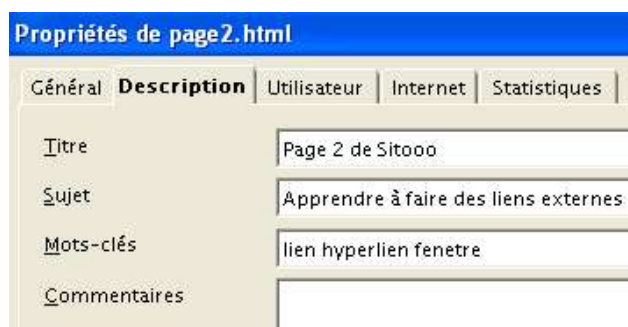 Propriétés de page2.html
Général Description Utilisateur Internet Statistiques
Titre Page 2 de Sitooo
Sujet Apprendre à faire des liens externes
Mots-clés lien hyperlien fenetre
Commentaires